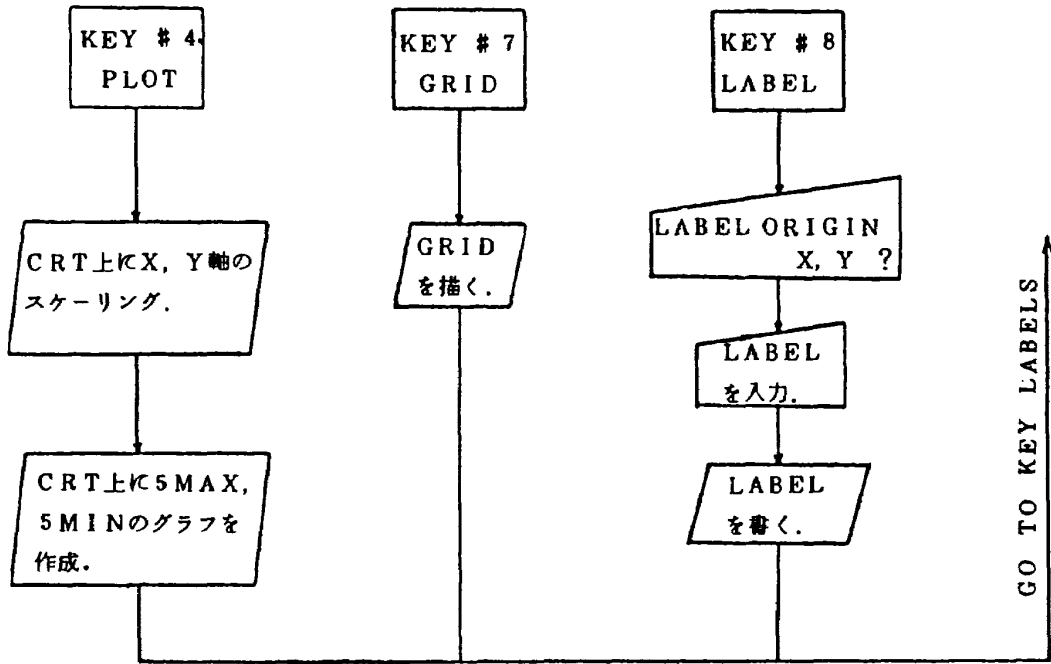 KEY # 4.
PLOT
CRT上にX, Y軸の
スケーリング.
CRT上に5MAX,
5MINのグラフを
作成.
KEY # 7
GRID
GRID
を描く.
KEY # 8
LABEL
LABEL ORIGIN
X, Y ?
LABEL
を入力.
LABEL
を書く.
GO TO KEY LABELS